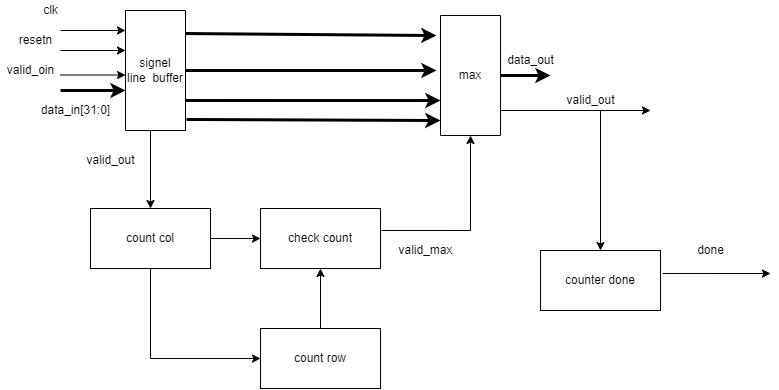 clk
resetn
valid_oin
data_in[31:0]
signel
line buffer
max
data_out
valid_out
valid_out
count col
check count
valid_max
count row
counter done
done